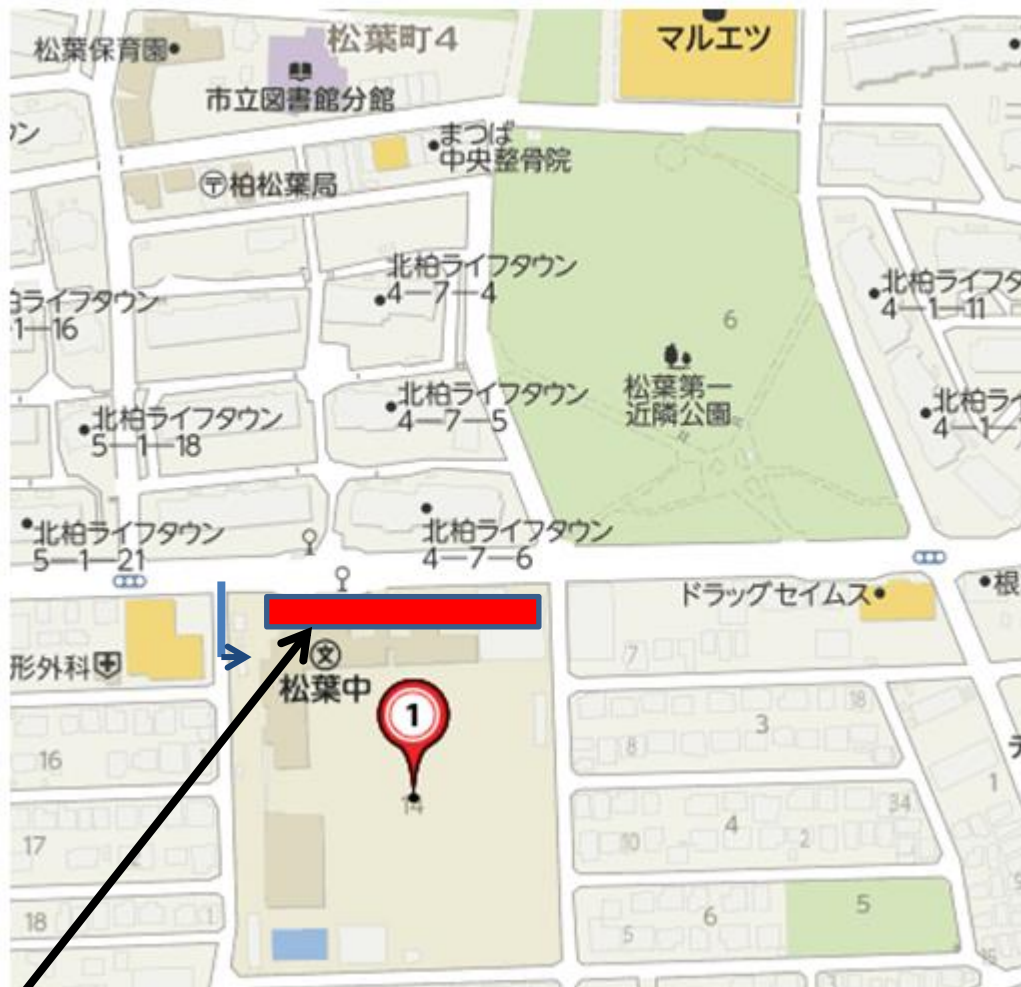 松葉町4
マルエツ
松葉保育園
市立図書館分館
ウン
まつば
中央整骨院
〒柏松葉局
北柏ライフタウン
4―7―4
ライフタウン
1―16
北柏ライフタ
4―1―11
6
松葉第一
近隣公園
北柏ライフタウン
4―7―5
北柏ライフタウン
5―1―18
北柏ライ
4―1―
北柏ライフタウン
5―1―21
北柏ライフタウン
4―7―6
ドラッグセイムス
根
形外科
文
松葉中
7
1
16
3
18
8
14
1
17
4
34
10
2
18
1
6
5
5